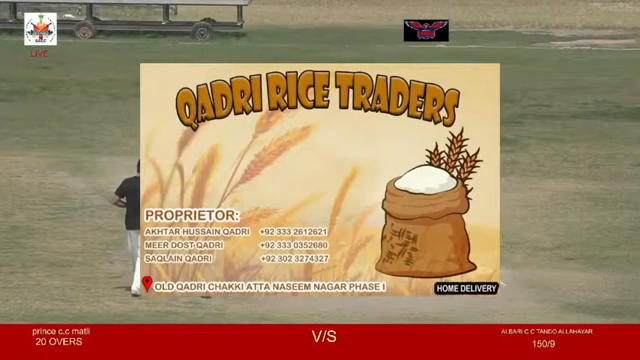 LIVE
QADRI RICE TRADERS
PROPRIETOR:
AKHTAR HUSSAIN QADRI +92 333 2612621
MEER DOST QADRI +92 333 0352680
SAQLAIN QADRI +92 302 3274327
OLD QADRI CHAKKI ATTA NASEEM NAGAR PHASE I
HOME DELIVERY
prince c.c matli
20 OVERS
V/S
ALBARI C.C TANDO ALLAHAYAR
150/9